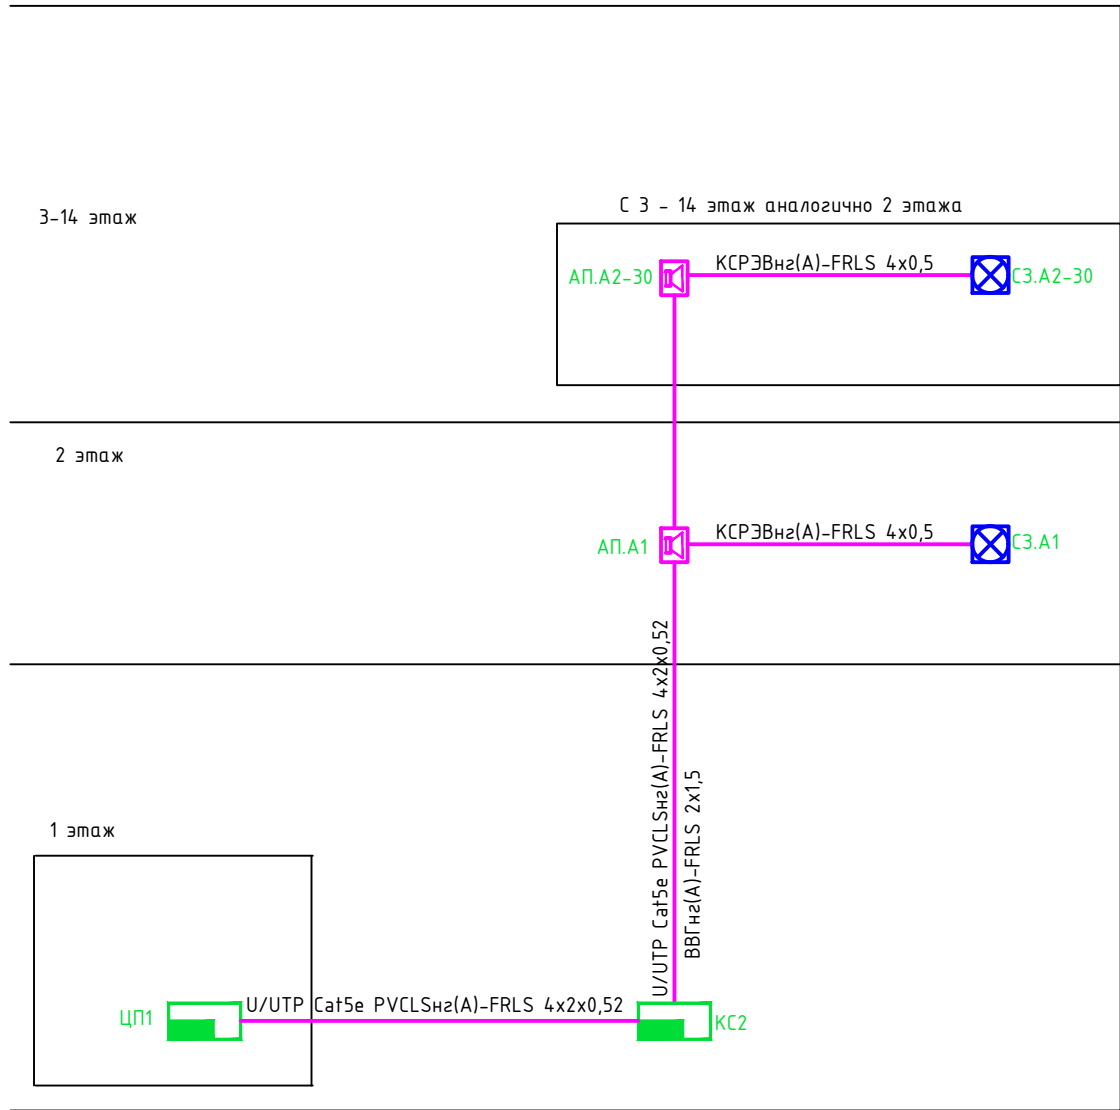 С 3 - 14 этаж аналогично 2 этажа
3-14 этаж
КСРЭВнг(А)-FRLS 4х0,5
АП.А2-30
СЗ.А2-30
2 этаж
КСРЭВнг(А)-FRLS 4х0,5
АП.А1
СЗ.А1
U/UTP Cat5e PVCLSнг(А)-FRLS 4х2х0,52
ВВГнг(А)-FRLS 2х1,5
1 этаж
U/UTP Cat5e PVCLSнг(А)-FRLS 4х2х0,52
ЦП1
КС2